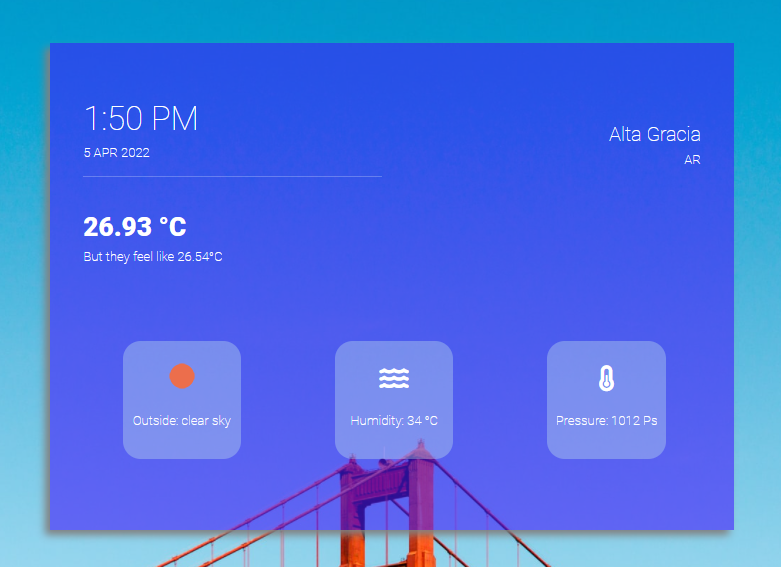 1:50 PM
5 APR 2022
Alta Gracia
AR
26.93 °C
But they feel like 26.54°C
Outside: clear sky
Humidity: 34 °C
Pressure: 1012 Ps